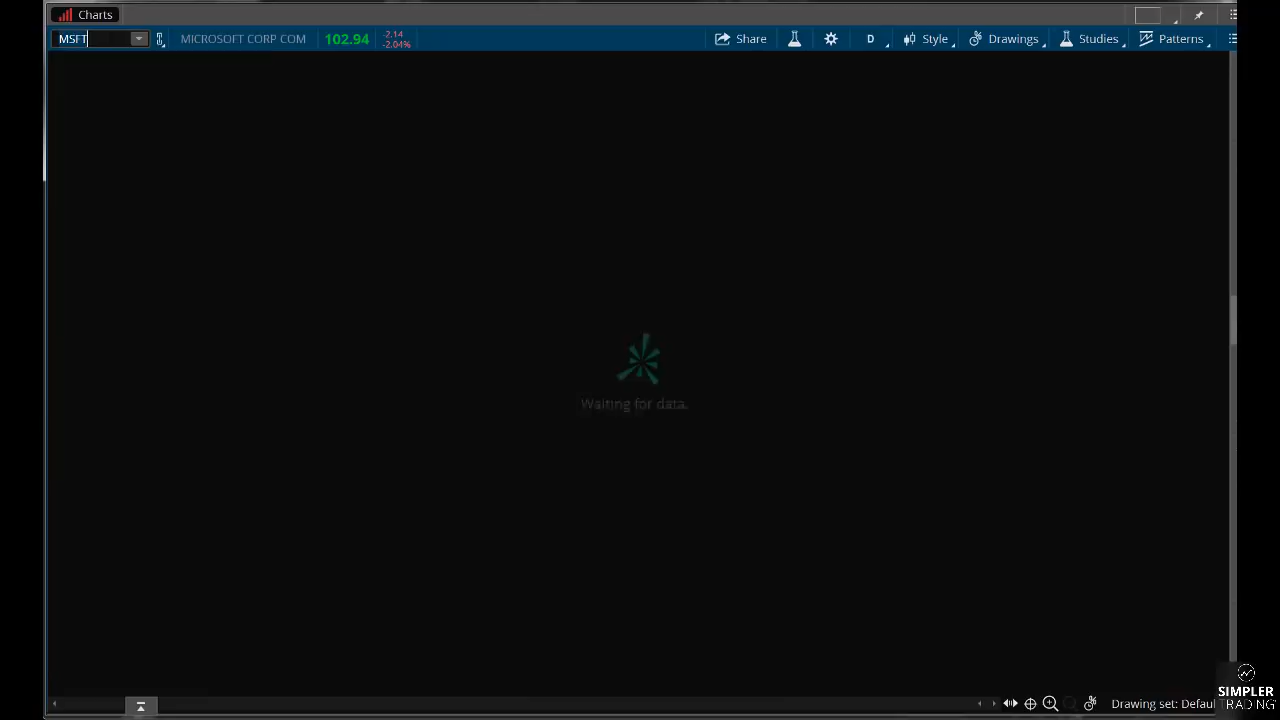 Charts
MSFT MICROSOFT CORP COM 102.94 -2.14 -2.04% Share D Style Drawings Studies Patterns
Waiting for data.
Drawing set: Defaul
SIMPLER
TRADING